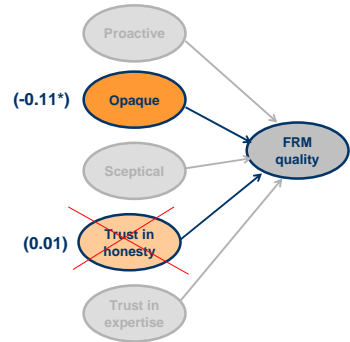 Proactive
(-0.11*)
Opaque
FRM
quality
Sceptical
(0.01)
Trust in
honesty
Trust in
expertise